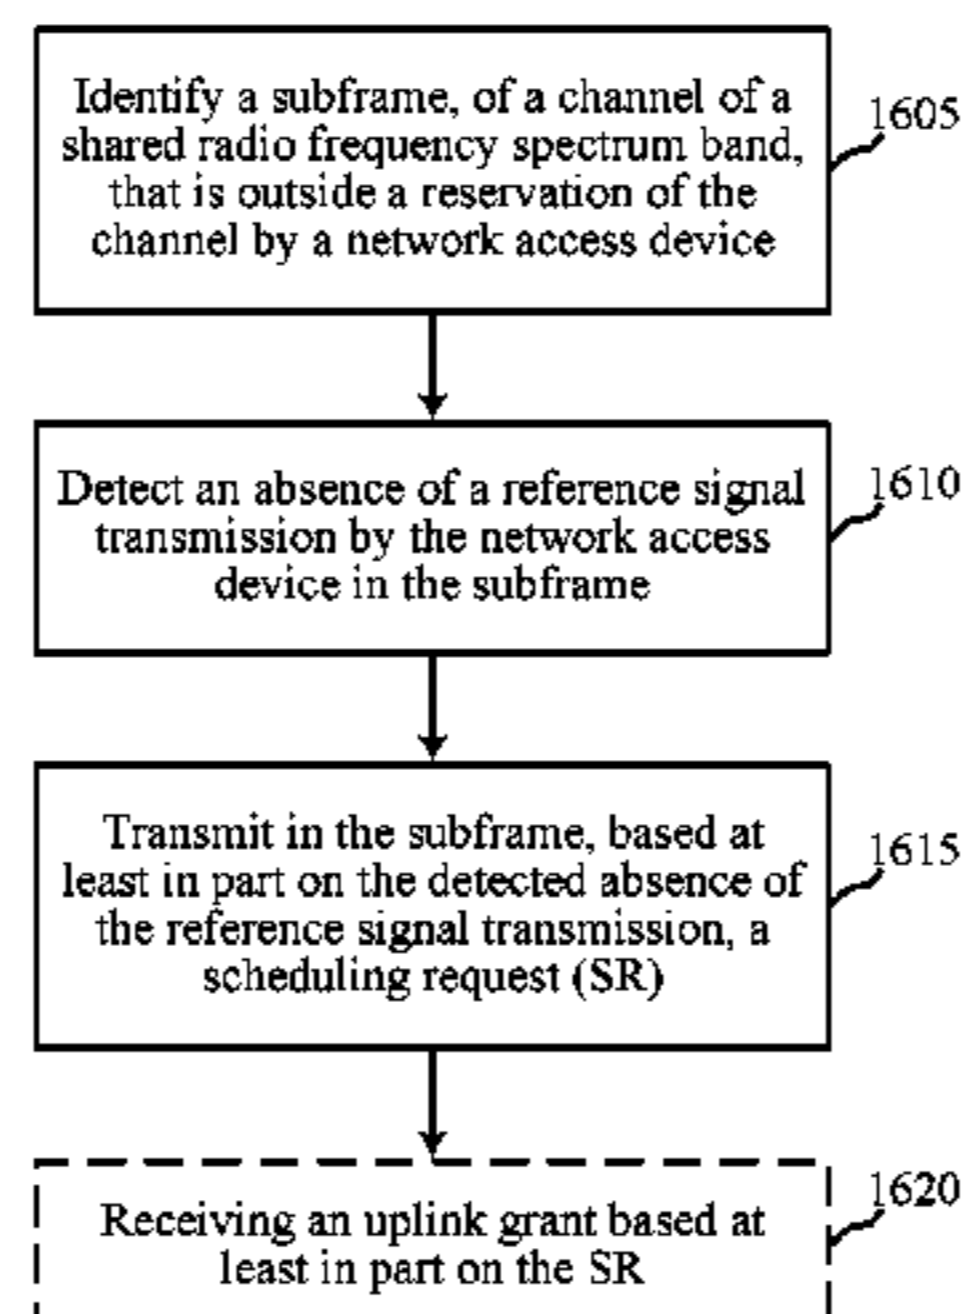 Identify a subframe, of a channel of a
shared radio frequency spectrum band,
that is outside a reservation of the
channel by a network access device
1605
Detect an absence of a reference signal
transmission by the network access
device in the subframe
1610
Transmit in the subframe, based at
least in part on the detected absence of
the reference signal transmission, a
scheduling request (SR)
1615
Receiving an uplink grant based at
least in part on the SR
1620